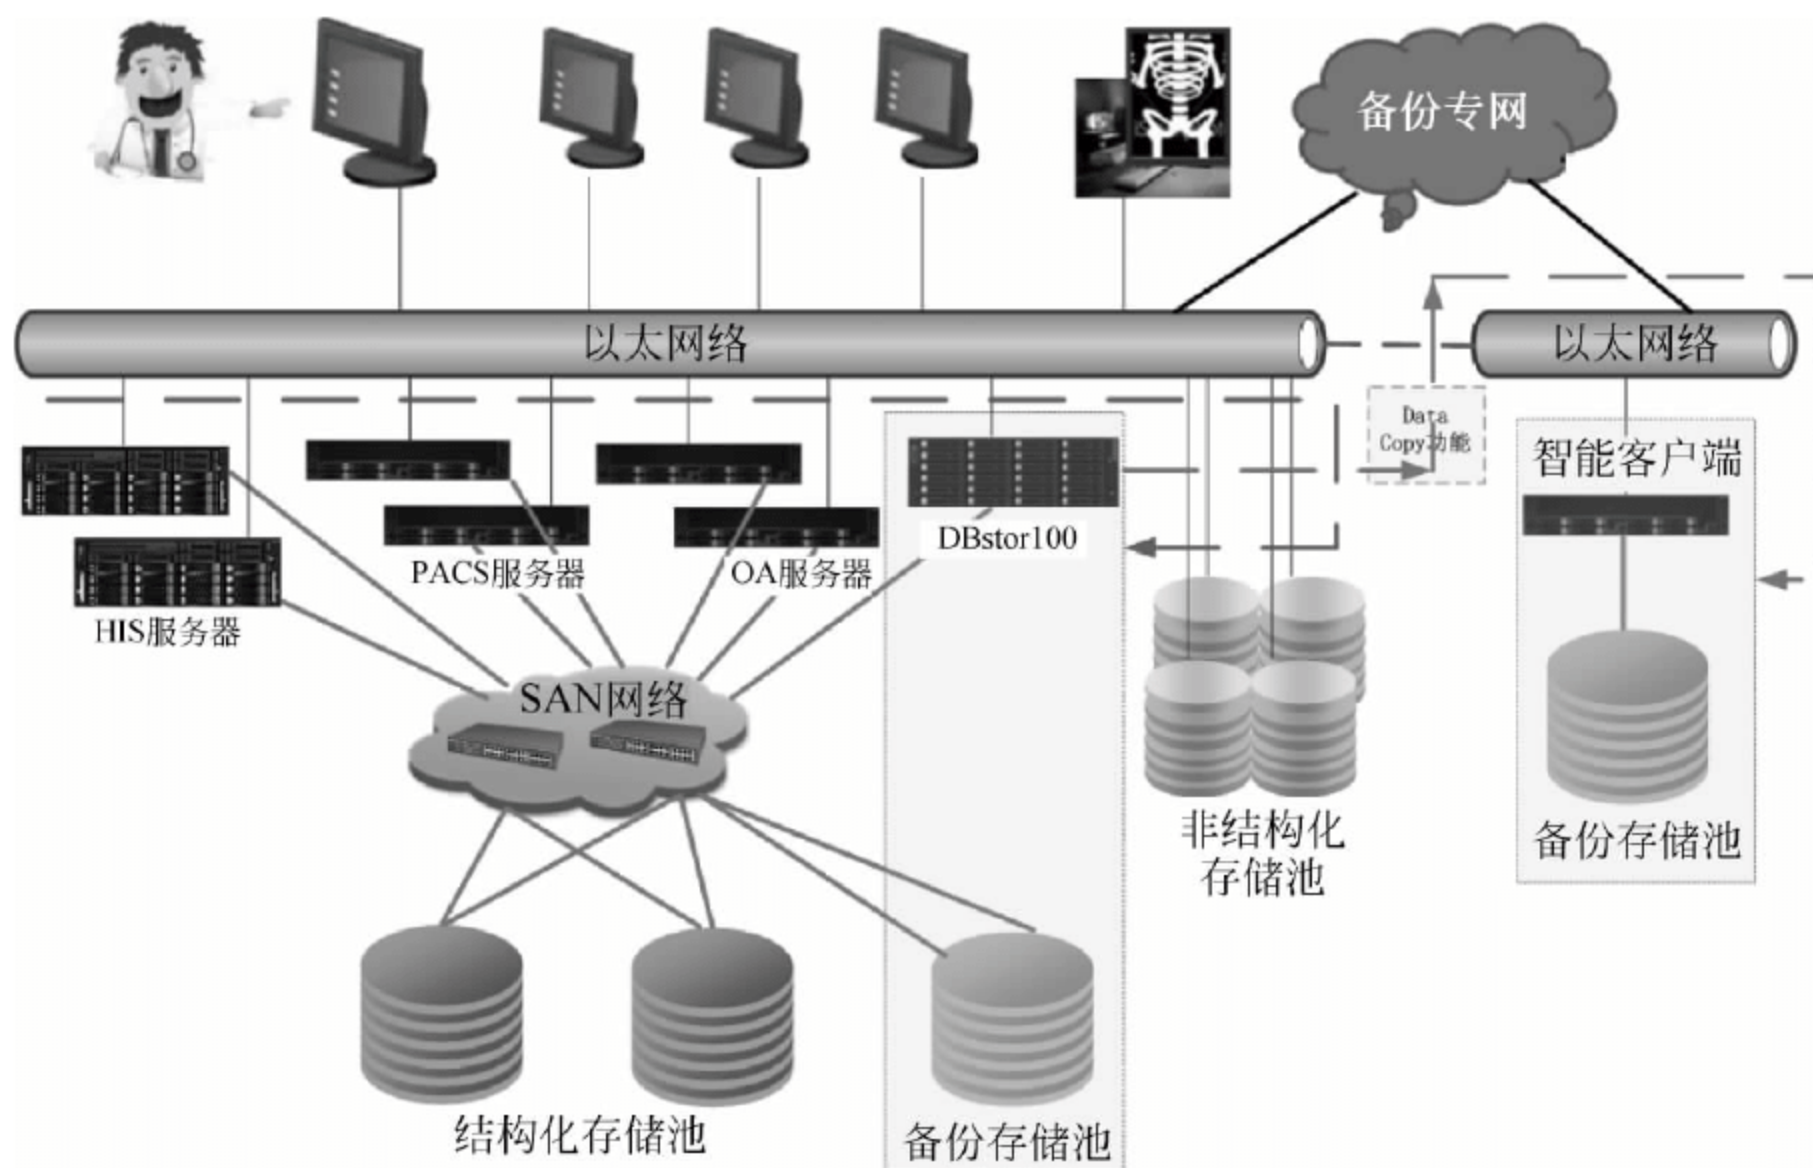 备份专网
以太网络
以太网络
Data
Copy功能
智能客户端
DBstor100
PACS服务器
OA服务器
HIS服务器
SAN网络
非结构化
存储池
备份存储池
结构化存储池
备份存储池